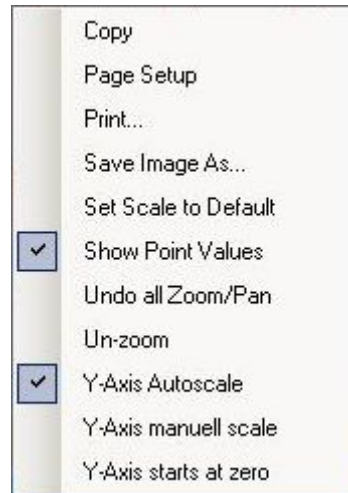 Copy
Page Setup
Print...
Save Image As...
Set Scale to Default
Show Point Values
Undo all Zoom/Pan
Un-zoom
Y-Axis Autoscale
Y-Axis manuell scale
Y-Axis starts at zero